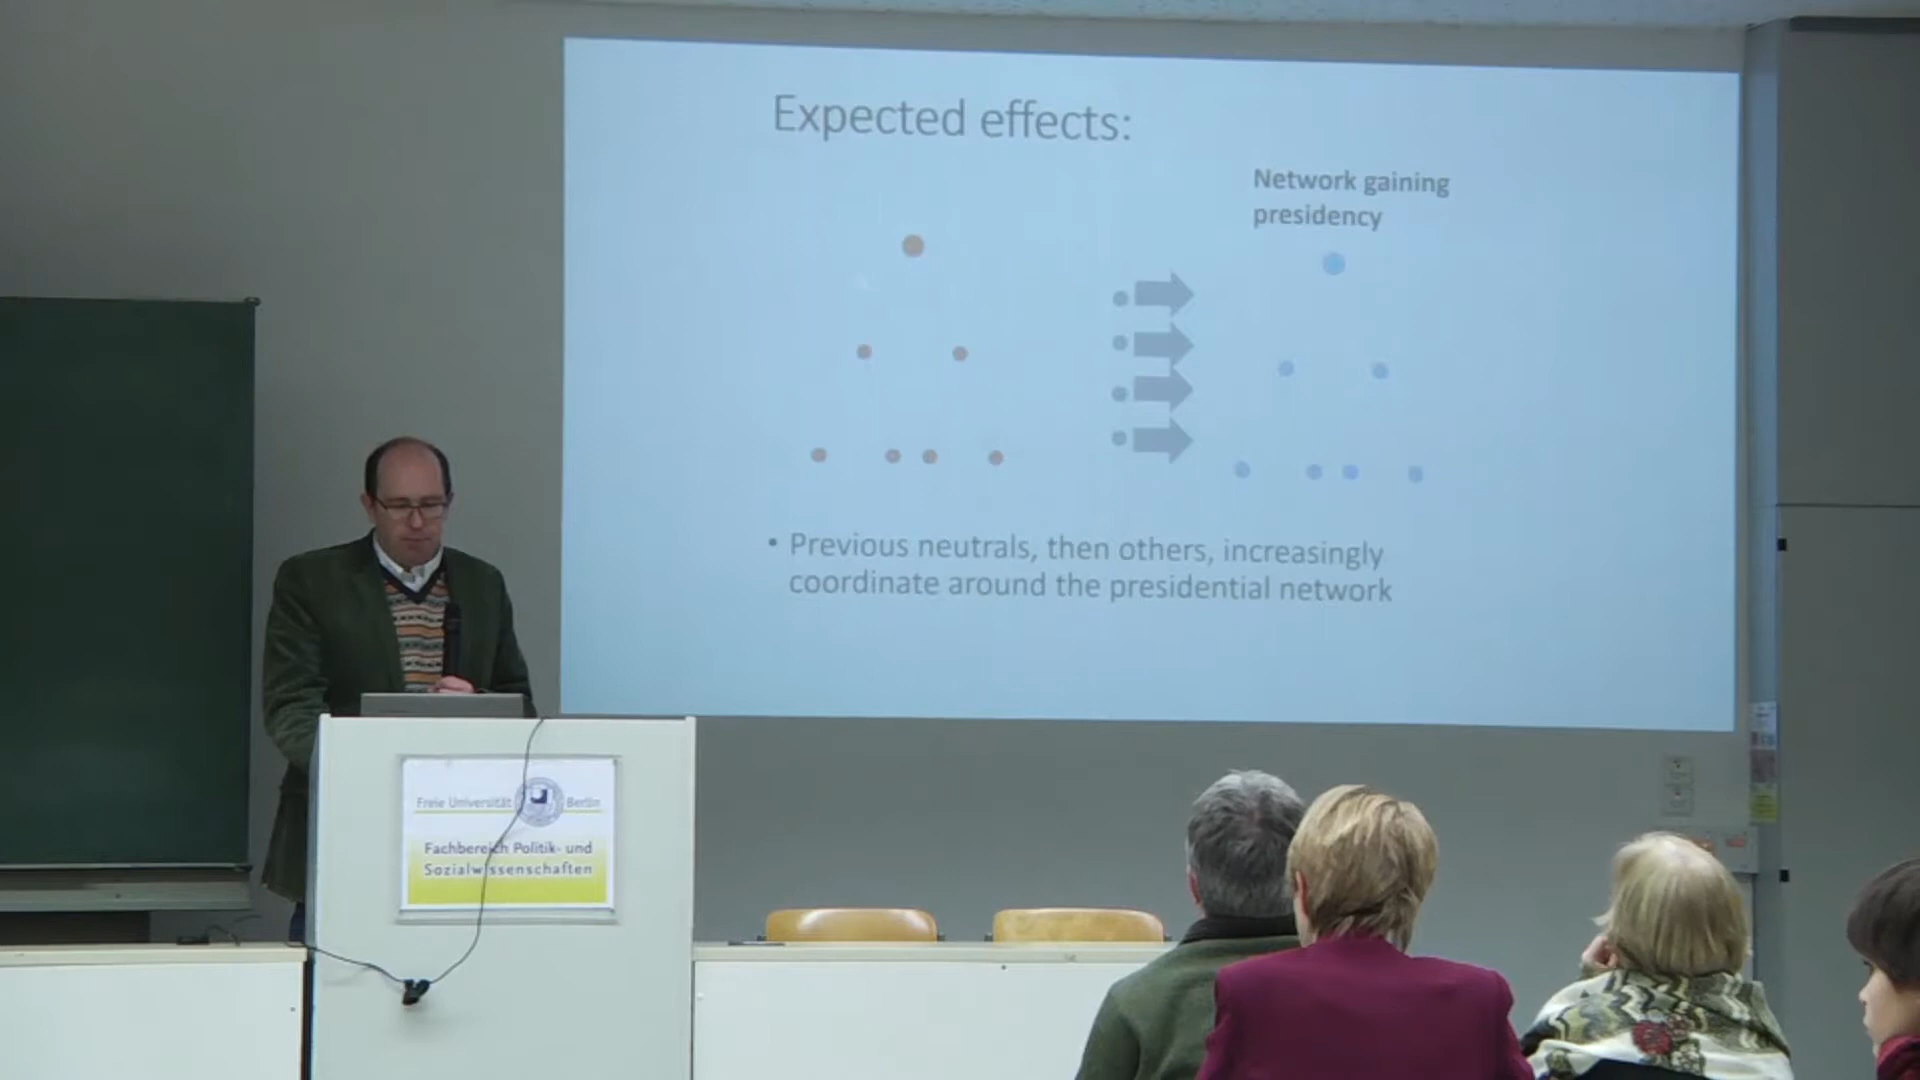 Expected effects:
Network gaining
presidency
• Previous neutrals, then others, increasingly
coordinate around the presidential network
Freie Universität Berlin
Fachbereich Politik- und
Sozialwissenschaften